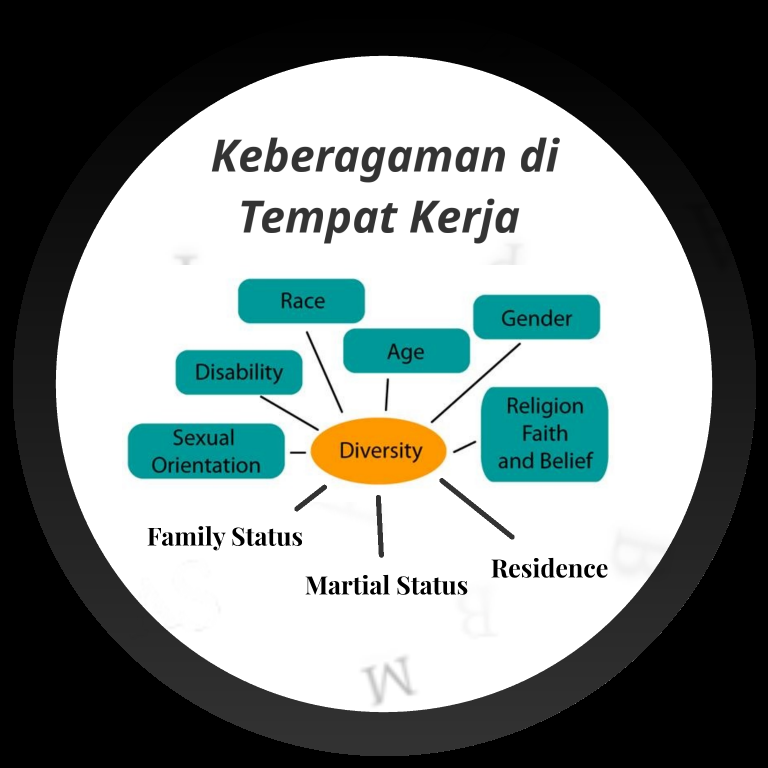 Keberagaman di
Tempat Kerja
Race
Gender
Age
Disability
Religion
Faith
and Belief
Sexual
Orientation
Diversity
Family Status
Martial Status
Residence
M
B
B